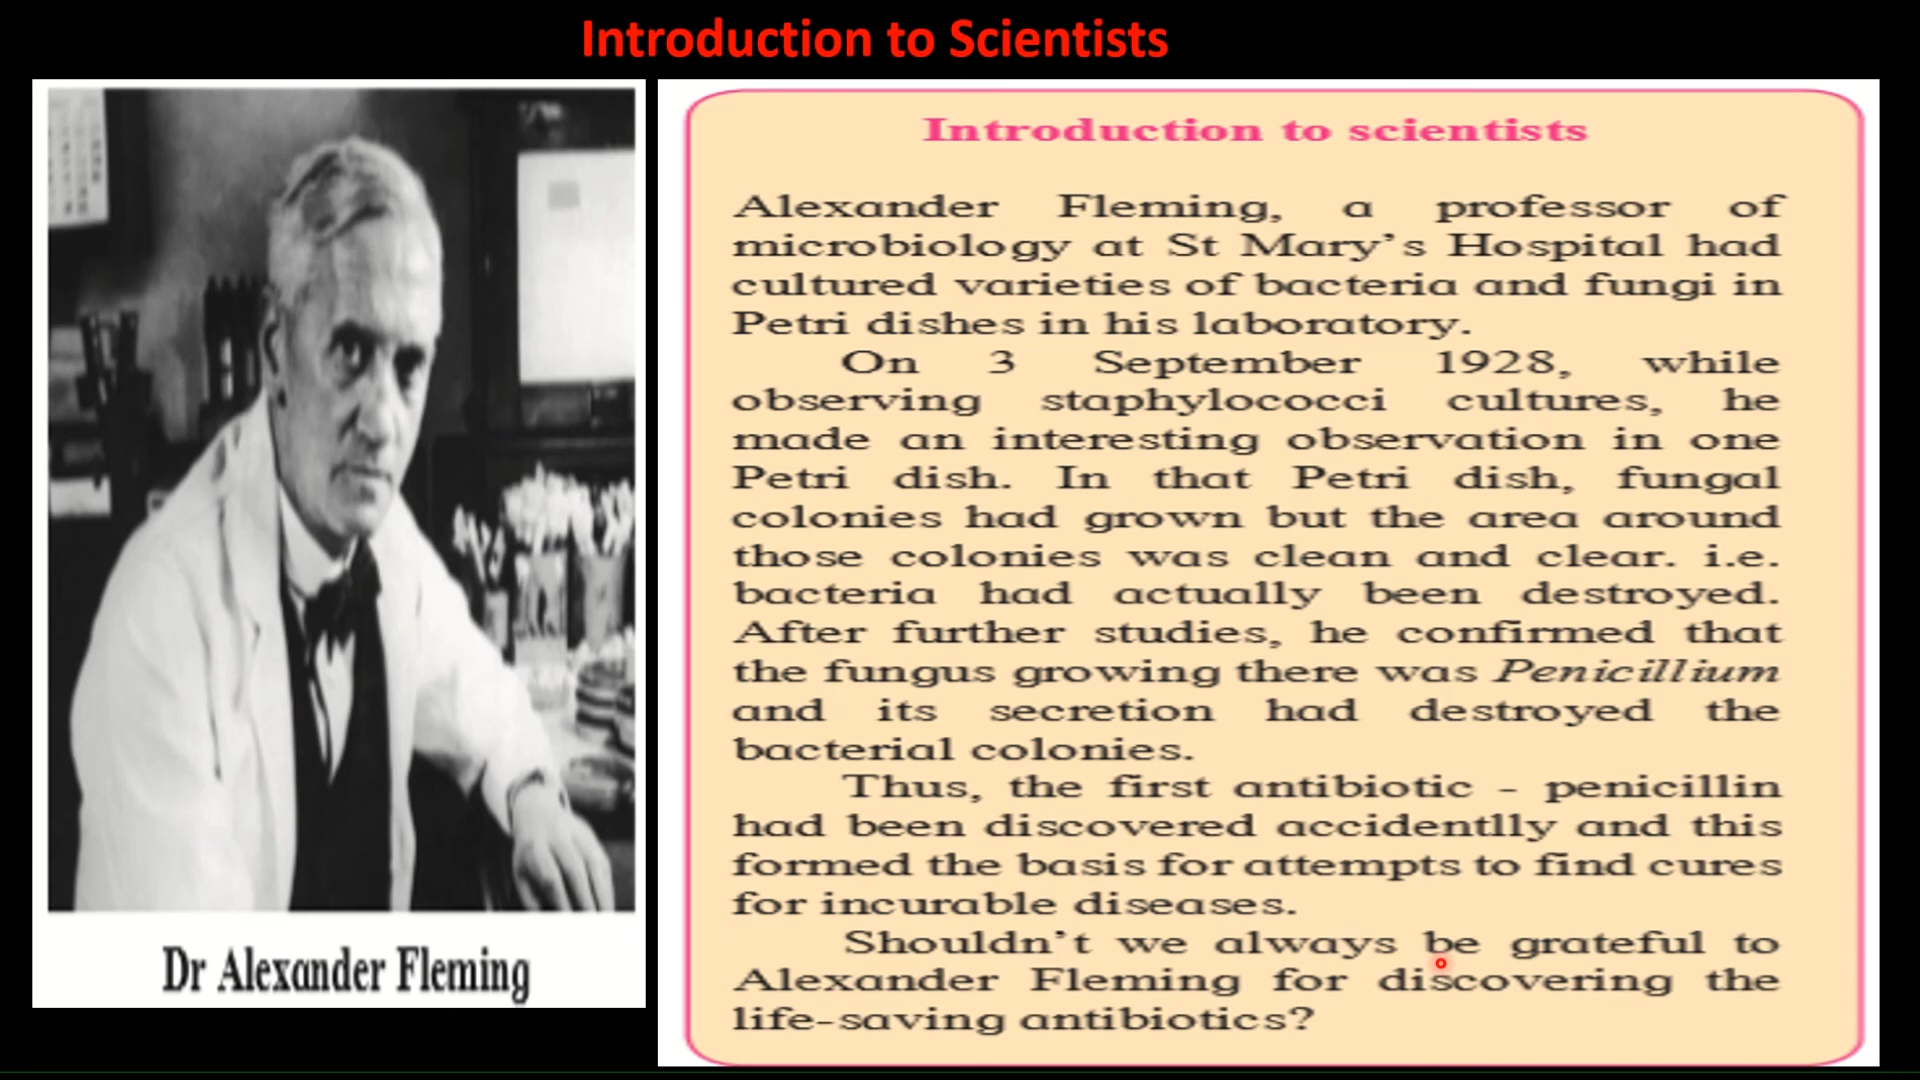 Introduction to Scientists
Dr Alexander Fleming
Introduction to scientists
Alexander Fleming, a professor of
microbiology at St Mary's Hospital had
cultured varieties of bacteria and fungi in
Petri dishes in his laboratory.
On 3 September 1928, while
observing staphylococci cultures, he
made an interesting observation in one
Petri dish. In that Petri dish, fungal
colonies had grown but the area around
those colonies was clean and clear. i.e.
bacteria had actually been destroyed.
After further studies, he confirmed that
the fungus growing there was Penicillium
and its secretion had destroyed the
bacterial colonies.
Thus, the first antibiotic - penicillin
had been discovered accidentlly and this
formed the basis for attempts to find cures
for incurable diseases.
Shouldn't we always be grateful to
Alexander Fleming for discovering the
life-saving antibiotics?